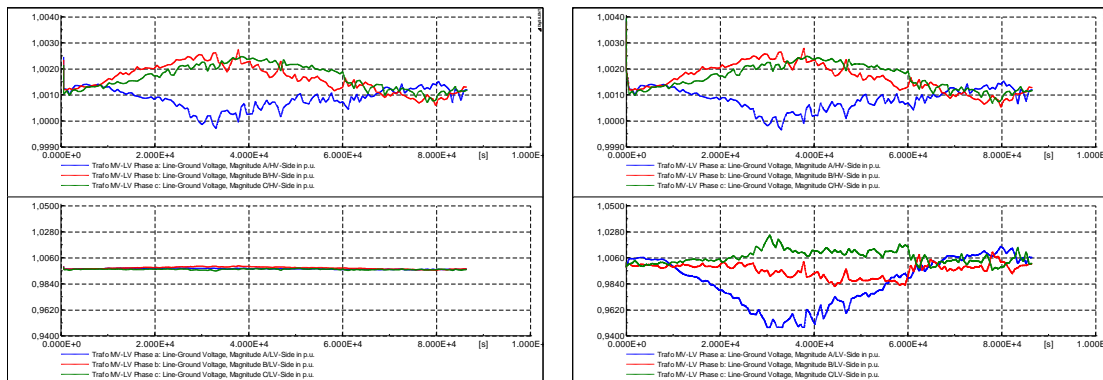 1,0040
1,0030
1,0020
1,0010
1,0000
0,9990
0.000E+0 2.000E+4 4.000E+4 6.000E+4 8.000E+4 [s] 1.000E+
Trafo MV-LV Phase a: Line-Ground Voltage, Magnitude A/HV-Side in p.u.
Trafo MV-LV Phase b: Line-Ground Voltage, Magnitude B/HV-Side in p.u.
Trafo MV-LV Phase c: Line-Ground Voltage, Magnitude C/HV-Side in p.u.
1,0500
1,0280
1,0060
0,9840
0,9620
0,9400
0.000E+0 2.000E+4 4.000E+4 6.000E+4 8.000E+4 [s] 1.000E+
Trafo MV-LV Phase a: Line-Ground Voltage, Magnitude A/LV-Side in p.u.
Trafo MV-LV Phase b: Line-Ground Voltage, Magnitude B/LV-Side in p.u.
Trafo MV-LV Phase c: Line-Ground Voltage, Magnitude C/LV-Side in p.u.
1,0040
1,0030
1,0020
1,0010
1,0000
0,9990
0.000E+0 2.000E+4 4.000E+4 6.000E+4 8.000E+4 [s] 1.000E+
Trafo MV-LV Phase a: Line-Ground Voltage, Magnitude A/HV-Side in p.u.
Trafo MV-LV Phase b: Line-Ground Voltage, Magnitude B/HV-Side in p.u.
Trafo MV-LV Phase c: Line-Ground Voltage, Magnitude C/HV-Side in p.u.
1,0500
1,0280
1,0060
0,9840
0,9620
0,9400
0.000E+0 2.000E+4 4.000E+4 6.000E+4 8.000E+4 [s] 1.000E+
Trafo MV-LV Phase a: Line-Ground Voltage, Magnitude A/LV-Side in p.u.
Trafo MV-LV Phase b: Line-Ground Voltage, Magnitude B/LV-Side in p.u.
Trafo MV-LV Phase c: Line-Ground Voltage, Magnitude C/LV-Side in p.u.